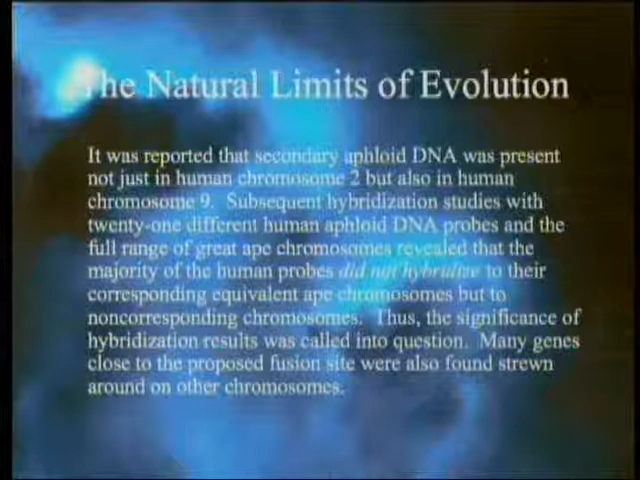 The Natural Limits of Evolution
It was reported that secondary aphloid DNA was present
not just in human chromosome 2 but also in human
chromosome 9. Subsequent hybridization studies with
twenty-one different human aphloid DNA probes and the
full range of great ape chromosomes revealed that the
majority of the human probes did not hybridize to their
corresponding equivalent ape chromosomes but to
noncorresponding chromosomes. Thus, the significance of
hybridization results was called into question. Many genes
close to the proposed fusion site were also found strewn
around on other chromosomes.